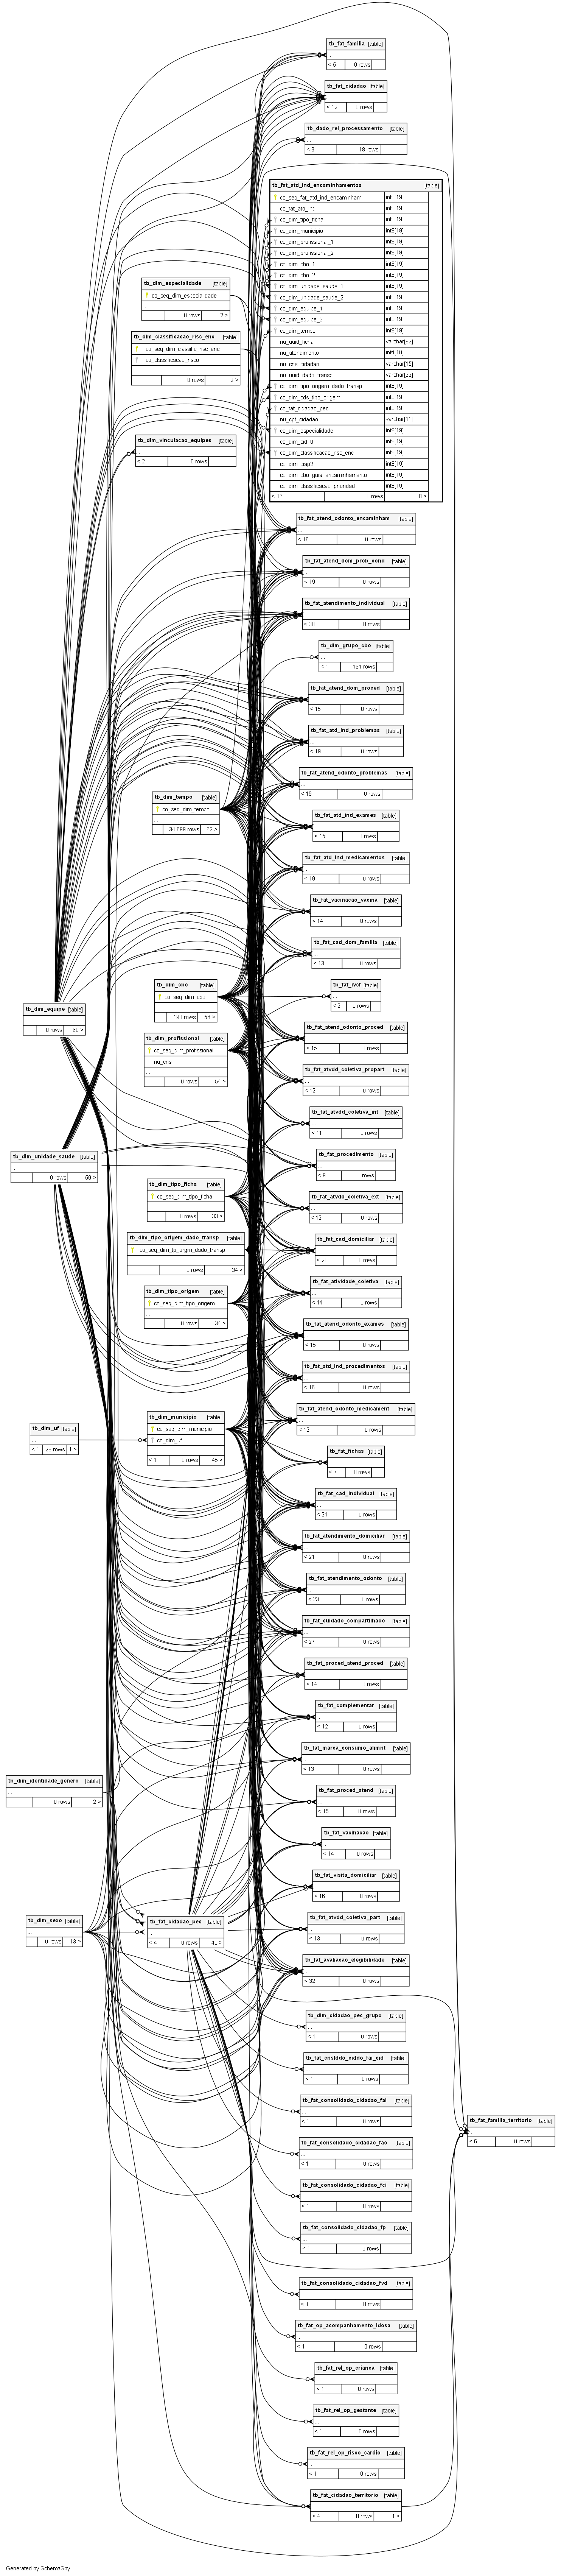 tb_fat_familia [table]
...
< 5 0 rows
tb_fat_cidadao [table]
...
< 12 0 rows
tb_dado_rel_processamento [table]
...
< 3 18 rows
tb_fat_atd_ind_encaminhamentos [table]
co_seq_fat_atd_ind_encaminham int8[19]
co_fat_atd_ind int8[19]
co_dim_tipo_ficha int8[19]
co_dim_municipio int8[19]
co_dim_profissional_1 int8[19]
co_dim_profissional_2 int8[19]
co_dim_cbo_1 int8[19]
co_dim_cbo_2 int8[19]
co_dim_unidade_saude_1 int8[19]
co_dim_unidade_saude_2 int8[19]
co_dim_equipe_1 int8[19]
co_dim_equipe_2 int8[19]
co_dim_tempo int8[19]
nu_uuid_ficha
nu_atendimento int4[10]
nu_cns_cidadao varchar[15]
nu_uuid_dado_transp
co_dim_tipo_origem_dado_transp int8[19]
co_dim_cds_tipo_origem int8[19]
co_fat_cidadao_pec int8[19]
nu_cpf_cidadao varchar[11]
co_dim_especialidade int8[19]
co_dim_cid10 int8[19]
co_dim_classificacao_risc_enc int8[19]
co_dim_ciap2 int8[19]
co_dim_cbo_guia_encaminhamento int8[19]
co_dim_classificacao_prioridad int8[19]
< 16 0 rows 0 >
tb_dim_especialidade [table]
co_seq_dim_especialidade
...
0 rows 2 >
tb_dim_classificacao_risc_enc [table]
co_seq_dim_classific_risc_enc
co_classificacao_risco
...
0 rows 2 >
tb_dim_vinculacao_equipes [table]
...
< 2 0 rows
tb_fat_atend_odonto_encaminham [table]
...
< 16 0 rows
tb_fat_atend_dom_prob_cond [table]
...
< 19 0 rows
tb_fat_atendimento_individual [table]
...
< 30 0 rows
tb_dim_grupo_cbo [table]
...
< 1 191 rows
tb_fat_atend_dom_proced [table]
...
< 15 0 rows
tb_fat_atd_ind_problemas [table]
...
< 19 0 rows
tb_fat_atend_odonto_problemas [table]
...
< 19 0 rows
tb_dim_tempo [table]
co_seq_dim_tempo
...
34.699 rows 62 >
tb_fat_atd_ind_exames [table]
...
< 15 0 rows
tb_fat_atd_ind_medicamentos [table]
...
< 19 0 rows
tb_fat_vacinacao_vacina [table]
...
< 14 0 rows
tb_fat_cad_dom_familia [table]
...
< 13 0 rows
tb_dim_cbo [table]
co_seq_dim_cbo
...
193 rows 56 >
tb_fat_ivcf [table]
...
< 2 0 rows
tb_dim_equipe [table]
...
0 rows 60 >
tb_fat_atend_odonto_proced [table]
...
< 15 0 rows
tb_dim_profissional [table]
co_seq_dim_profissional
nu_cns
...
0 rows 54 >
tb_fat_atvdd_coletiva_propart [table]
...
< 12 0 rows
tb_fat_atvdd_coletiva_int [table]
...
< 11 0 rows
tb_dim_unidade_saude [table]
...
0 rows 59 >
tb_fat_procedimento [table]
...
< 9 0 rows
tb_dim_tipo_ficha [table]
co_seq_dim_tipo_ficha
...
0 rows 33 >
tb_fat_atvdd_coletiva_ext [table]
...
< 12 0 rows
tb_dim_tipo_origem_dado_transp [table]
co_seq_dim_tp_orgm_dado_transp
...
0 rows 34 >
tb_fat_cad_domiciliar [table]
...
< 28 0 rows
tb_dim_tipo_origem [table]
co_seq_dim_tipo_origem
...
0 rows 34 >
tb_fat_atividade_coletiva [table]
...
< 14 0 rows
tb_fat_atend_odonto_exames [table]
...
< 15 0 rows
tb_fat_atd_ind_procedimentos [table]
...
< 16 0 rows
tb_fat_atend_odonto_medicament [table]
...
< 19 0 rows
tb_dim_uf [table]
...
< 1 28 rows 1 >
tb_dim_municipio [table]
co_seq_dim_municipio
co_dim_uf
...
< 1 0 rows 45 >
tb_fat_fichas [table]
...
< 7 0 rows
tb_fat_cad_individual [table]
...
< 31 0 rows
tb_fat_atendimento_domiciliar [table]
...
< 21 0 rows
tb_fat_atendimento_odonto [table]
...
< 23 0 rows
tb_fat_cuidado_compartilhado [table]
...
< 27 0 rows
tb_fat_proced_atend_proced [table]
...
< 14 0 rows
tb_fat_complementar [table]
...
< 12 0 rows
tb_fat_marca_consumo_alimnt [table]
...
< 13 0 rows
tb_dim_identidade_genero [table]
...
0 rows 2 >
tb_fat_proced_atend [table]
...
< 15 0 rows
tb_fat_vacinacao [table]
...
< 14 0 rows
tb_fat_visita_domiciliar [table]
...
< 16 0 rows
tb_dim_sexo [table]
...
0 rows 13 >
tb_fat_cidadao_pec [table]
...
< 4 0 rows 40 >
tb_fat_atvdd_coletiva_part [table]
...
< 13 0 rows
tb_fat_avaliacao_elegibilidade [table]
...
< 32 0 rows
tb_dim_cidadao_pec_grupo [table]
...
< 1 0 rows
tb_fat_cnslddo_ciddo_fai_cid [table]
...
< 1 0 rows
tb_fat_consolidado_cidadao_fai [table]
...
< 1 0 rows
tb_fat_familia_territorio [table]
...
< 6 0 rows
tb_fat_consolidado_cidadao_fao [table]
...
< 1 0 rows
tb_fat_consolidado_cidadao_fci [table]
...
< 1 0 rows
tb_fat_consolidado_cidadao_fp [table]
...
< 1 0 rows
tb_fat_consolidado_cidadao_fvd [table]
...
< 1 0 rows
tb_fat_op_acompanhamento_idosa [table]
...
< 1 0 rows
tb_fat_rel_op_crianca [table]
...
< 1 0 rows
tb_fat_rel_op_gestante [table]
...
< 1 0 rows
tb_fat_rel_op_risco_cardio [table]
...
< 1 0 rows
tb_fat_cidadao_territorio [table]
...
< 4 0 rows 1 >
Generated by SchemaSpy